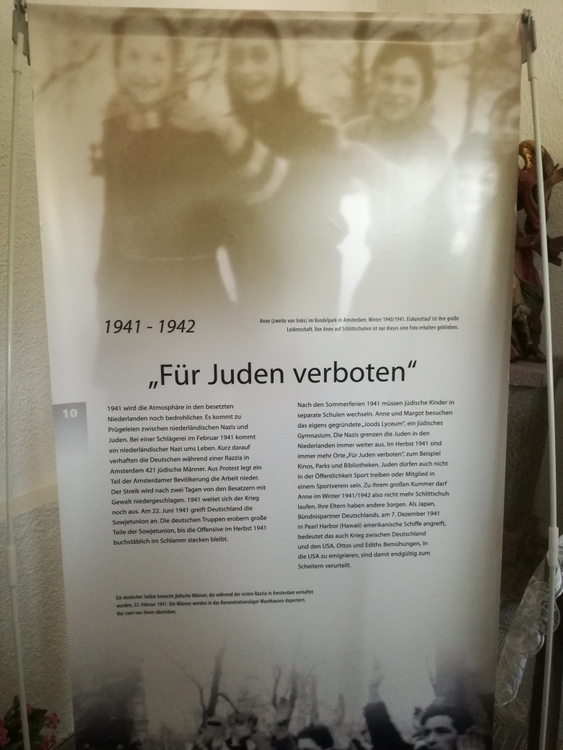 1941 - 1942
Anne (zweite von links) im Vondelpark in Amsterdam, Winter 1940/1941. Eiskunstlauf ist ihre große
Leidenschaft. Von Anne auf Schlittschuhen ist nur dieses eine Foto erhalten geblieben.
„Für Juden verboten“
10
1941 wird die Atmosphäre in den besetzten
Niederlanden noch bedrohlicher. Es kommt zu
Prügeleien zwischen niederländischen Nazis und
Juden. Bei einer Schlägerei im Februar 1941 kommt
ein niederländischer Nazi ums Leben. Kurz darauf
verhaften die Deutschen während einer Razzia in
Amsterdam 421 jüdische Männer. Aus Protest legt ein
Teil der Amsterdamer Bevölkerung die Arbeit nieder.
Der Streik wird nach zwei Tagen von den Besatzern mit
Gewalt niedergeschlagen. 1941 weitet sich der Krieg
noch aus. Am 22. Juni 1941 greift Deutschland die
Sowjetunion an. Die deutschen Truppen erobern große
Teile der Sowjetunion, bis die Offensive im Herbst 1941
buchstäblich im Schlamm stecken bleibt.
Nach den Sommerferien 1941 müssen jüdische Kinder in
separate Schulen wechseln. Anne und Margot besuchen
das eigens gegründete „Joods Lyceum“, ein jüdisches
Gymnasium. Die Nazis grenzen die Juden in den
Niederlanden immer weiter aus. Im Herbst 1941 sind
immer mehr Orte „Für Juden verboten“, zum Beispiel
Kinos, Parks und Bibliotheken. Juden dürfen auch nicht
in der Öffentlichkeit Sport treiben oder Mitglied in
einem Sportverein sein. Zu ihrem großen Kummer darf
Anne im Winter 1941/1942 also nicht mehr Schlittschuh
laufen. Ihre Eltern haben andere Sorgen. Als Japan,
Bündnispartner Deutschlands, am 7. Dezember 1941
in Pearl Harbor (Hawaii) amerikanische Schiffe angreift,
bedeutet das auch Krieg zwischen Deutschland
und den USA. Ottos und Ediths Bemühungen, in
die USA zu emigrieren, sind damit endgültig zum
Scheitern verurteilt.
Ein deutscher Soldat bewacht jüdische Männer, die während der ersten Razzia in Amsterdam verhaftet
wurden, 22. Februar 1941. Die Männer werden in das Konzentrationslager Mauthausen deportiert.
Nur zwei von ihnen überleben.